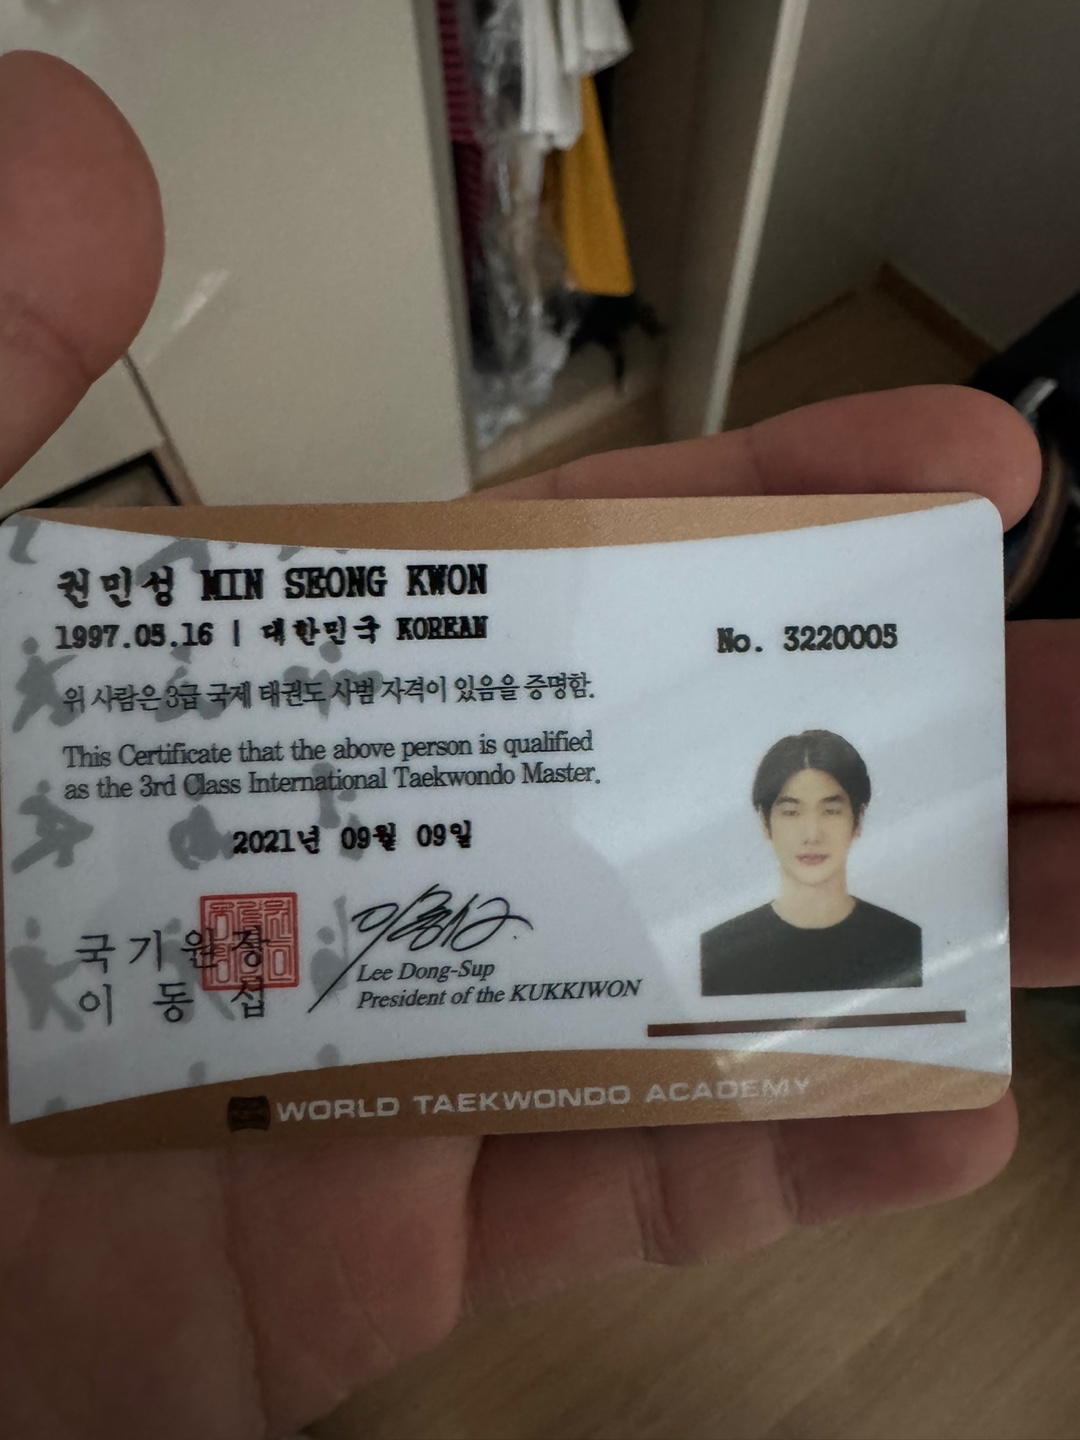 권민성 MIN SEONG KWON
1997.05.16 | 대한민국 KOREAN
No. 3220005
위 사람은 3급 국제 태권도 사범 자격이 있음을 증명함.
This Certificate that the above person is qualified
as the 3rd Class International Taekwondo Master.
2021년 09월 09일
국기원장
이동섭
Lee Dong-Sup
President of the KUKKIWON
WORLD TAEKWONDO ACADEMY